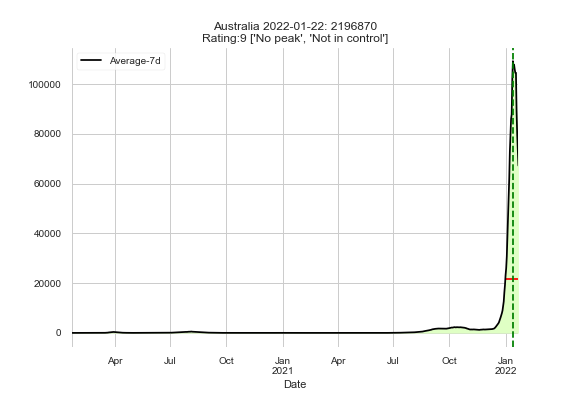 Australia 2022-01-22: 2196870
Rating:9 ['No peak', 'Not in control']
Average-7d
100000
80000
60000
40000
20000
0
Apr Jul Oct Jan Apr Jul Oct Jan
2021 2022
Date